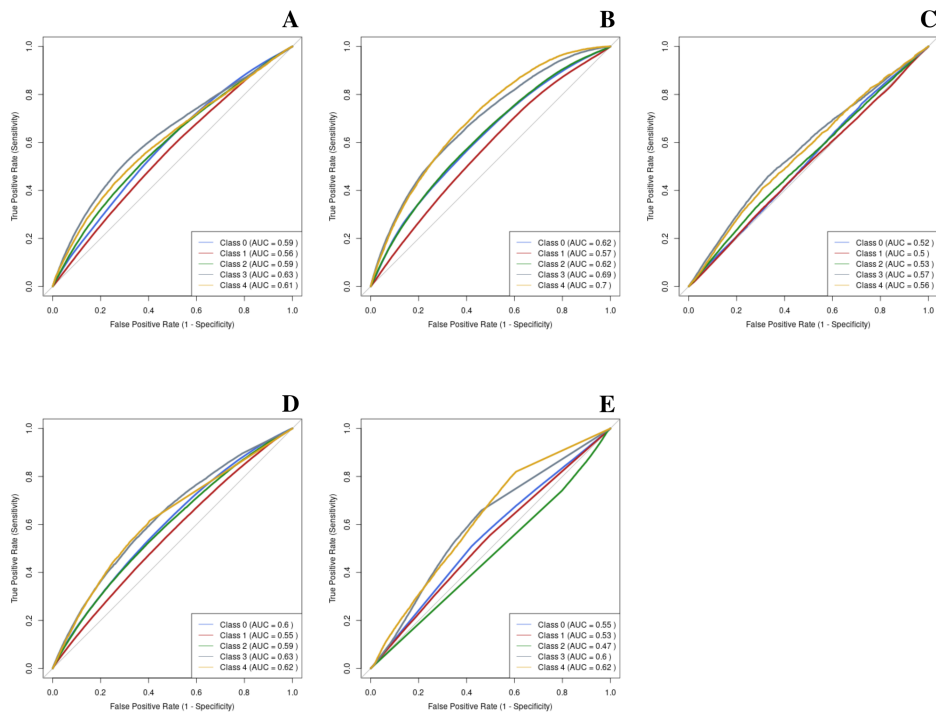 A
True Positive Rate (Sensitivity)
1.0
0.8
0.6
0.4
0.2
0.0
Class 0 (AUC = 0.59 )
Class 1 (AUC = 0.56 )
Class 2 (AUC = 0.59 )
Class 3 (AUC = 0.63 )
Class 4 (AUC = 0.61 )
0.0 0.2 0.4 0.6 0.8 1.0
False Positive Rate (1 - Specificity)
B
True Positive Rate (Sensitivity)
1.0
0.8
0.6
0.4
0.2
0.0
Class 0 (AUC = 0.62 )
Class 1 (AUC = 0.57 )
Class 2 (AUC = 0.62 )
Class 3 (AUC = 0.69 )
Class 4 (AUC = 0.7 )
0.0 0.2 0.4 0.6 0.8 1.0
False Positive Rate (1 - Specificity)
C
True Positive Rate (Sensitivity)
1.0
0.8
0.6
0.4
0.2
0.0
Class 0 (AUC = 0.52 )
Class 1 (AUC = 0.5 )
Class 2 (AUC = 0.53 )
Class 3 (AUC = 0.57 )
Class 4 (AUC = 0.56 )
0.0 0.2 0.4 0.6 0.8 1.0
False Positive Rate (1 - Specificity)
D
True Positive Rate (Sensitivity)
1.0
0.8
0.6
0.4
0.2
0.0
Class 0 (AUC = 0.6 )
Class 1 (AUC = 0.55 )
Class 2 (AUC = 0.59 )
Class 3 (AUC = 0.63 )
Class 4 (AUC = 0.62 )
0.0 0.2 0.4 0.6 0.8 1.0
False Positive Rate (1 - Specificity)
E
True Positive Rate (Sensitivity)
1.0
0.8
0.6
0.4
0.2
0.0
Class 0 (AUC = 0.55 )
Class 1 (AUC = 0.53 )
Class 2 (AUC = 0.47 )
Class 3 (AUC = 0.6 )
Class 4 (AUC = 0.62 )
0.0 0.2 0.4 0.6 0.8 1.0
False Positive Rate (1 - Specificity)